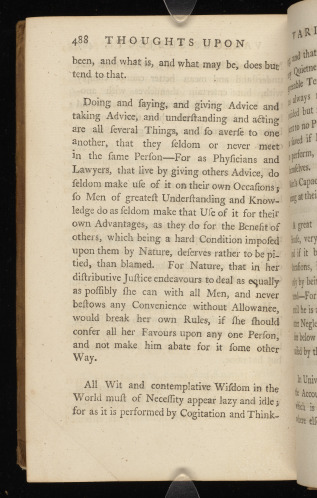 488 THOUGHTS UPON
been, and what is, and what may be, does but
tend to that.
Doing and ſaying, and giving Advice and
taking Advice, and underſtanding and acting
are all ſeveral Things, and ſo averſe to one
another, that they ſeldom or never meet
in the ſame Perſon—For as Phyſicians and
Lawyers, that live by giving others Advice, do
ſeldom make uſe of it on their own Occaſions;
ſo Men of greateſt Underſtanding and Know-
ledge do as ſeldom make that Uſe of it for their
own Advantages, as they do for the Benefit of
others, which being a hard Condition impoſed
upon them by Nature, deſerves rather to be pi-
tied, than blamed. For Nature, that in her
diſtributive Juſtice endeavours to deal as equally
as poſſibly ſhe can with all Men, and never
beſtows any Convenience without Allowance,
would break her own Rules, if ſhe ſhould
confer all her Favours upon any one Perſon,
and not make him abate for it ſome other
Way.
All Wit and contemplative Wiſdom in the
World muſt of Neceſſity appear lazy and idle;
for as it is performed by Cogitation and Think-